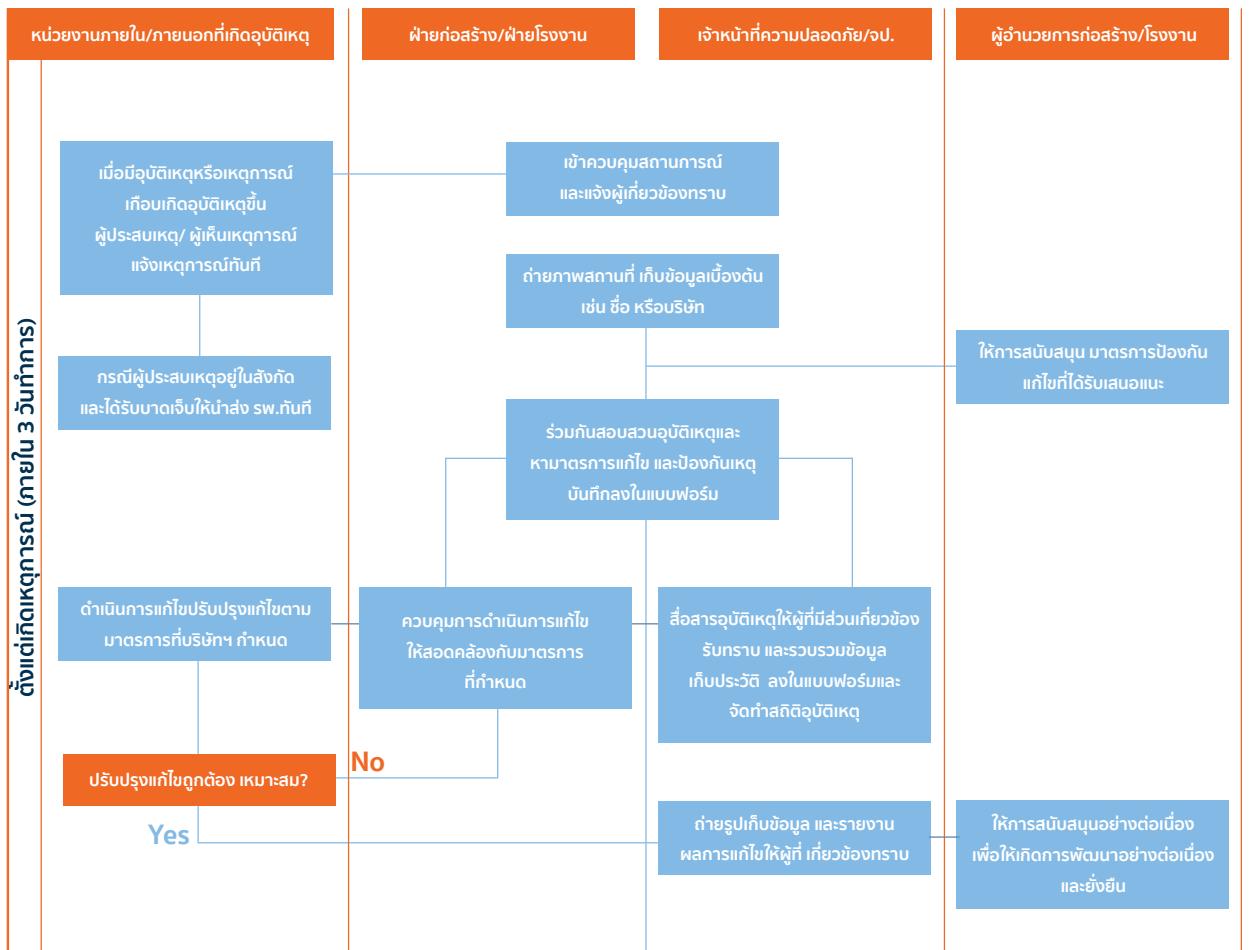 หน่วยงานภายใน/ภายนอกที่เกิดอุบัติเหตุ
ฝ่ายก่อสร้าง/ฝ่ายโรงงาน
เจ้าหน้าที่ความปลอดภัย/จป.
ผู้อำนวยการก่อสร้าง/โรงงาน
ตั้งแต่เกิดเหตุการณ์ (ภายใน 3 วันทำการ)
เมื่อมีอุบัติเหตุหรือเหตุการณ์
เกือบเกิดอุบัติเหตุขึ้น
ผู้ประสบเหตุ/ ผู้เห็นเหตุการณ์
แจ้งเหตุการณ์ทันที
เข้าควบคุมสถานการณ์
และแจ้งผู้เกี่ยวข้องทราบ
ถ่ายภาพสถานที่ เก็บข้อมูลเบื้องต้น
เช่น ชื่อ หรือบริษัท
ให้การสนับสนุน มาตรการป้องกัน
แก้ไขที่ได้รับเสนอแนะ
กรณีผู้ประสบเหตุอยู่ในสังกัด
และได้รับบาดเจ็บให้นำส่ง รพ.ทันที
ร่วมกันสอบสวนอุบัติเหตุและ
หามาตรการแก้ไข และป้องกันเหตุ
บันทึกลงในแบบฟอร์ม
ดำเนินการแก้ไขปรับปรุงแก้ไขตาม
มาตรการที่บริษัทฯ กำหนด
ควบคุมการดำเนินการแก้ไข
ให้สอดคล้องกับมาตรการ
ที่กำหนด
สื่อสารอุบัติเหตุให้ผู้ที่มีส่วนเกี่ยวข้อง
รับทราบ และรวบรวมข้อมูล
เก็บประวัติ ลงในแบบฟอร์มและ
จัดทำสถิติอุบัติเหตุ
ปรับปรุงแก้ไขถูกต้อง เหมาะสม?
No
Yes
ถ่ายรูปเก็บข้อมูล และรายงาน
ผลการแก้ไขให้ผู้ที่ เกี่ยวข้องทราบ
ให้การสนับสนุนอย่างต่อเนื่อง
เพื่อให้เกิดการพัฒนาอย่างต่อเนื่อง
และยั่งยืน